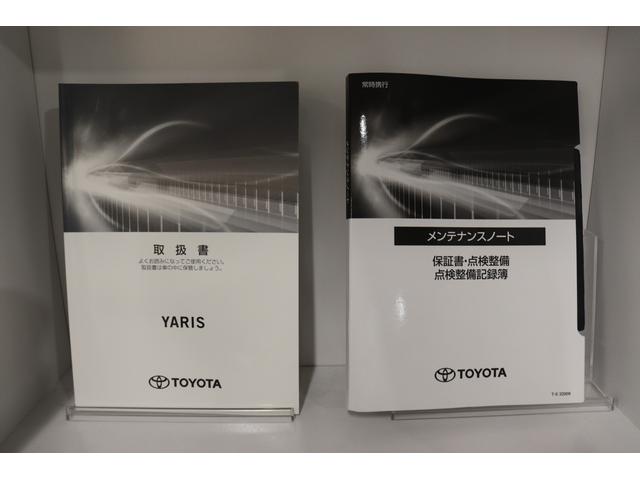 取扱書
よくお読みになってご使用ください。
取扱書は車の中に保管しましょう。
YARIS
TOYOTA
常時携行
メンテナンスノート
保証書・点検整備
点検整備記録簿
TOYOTA